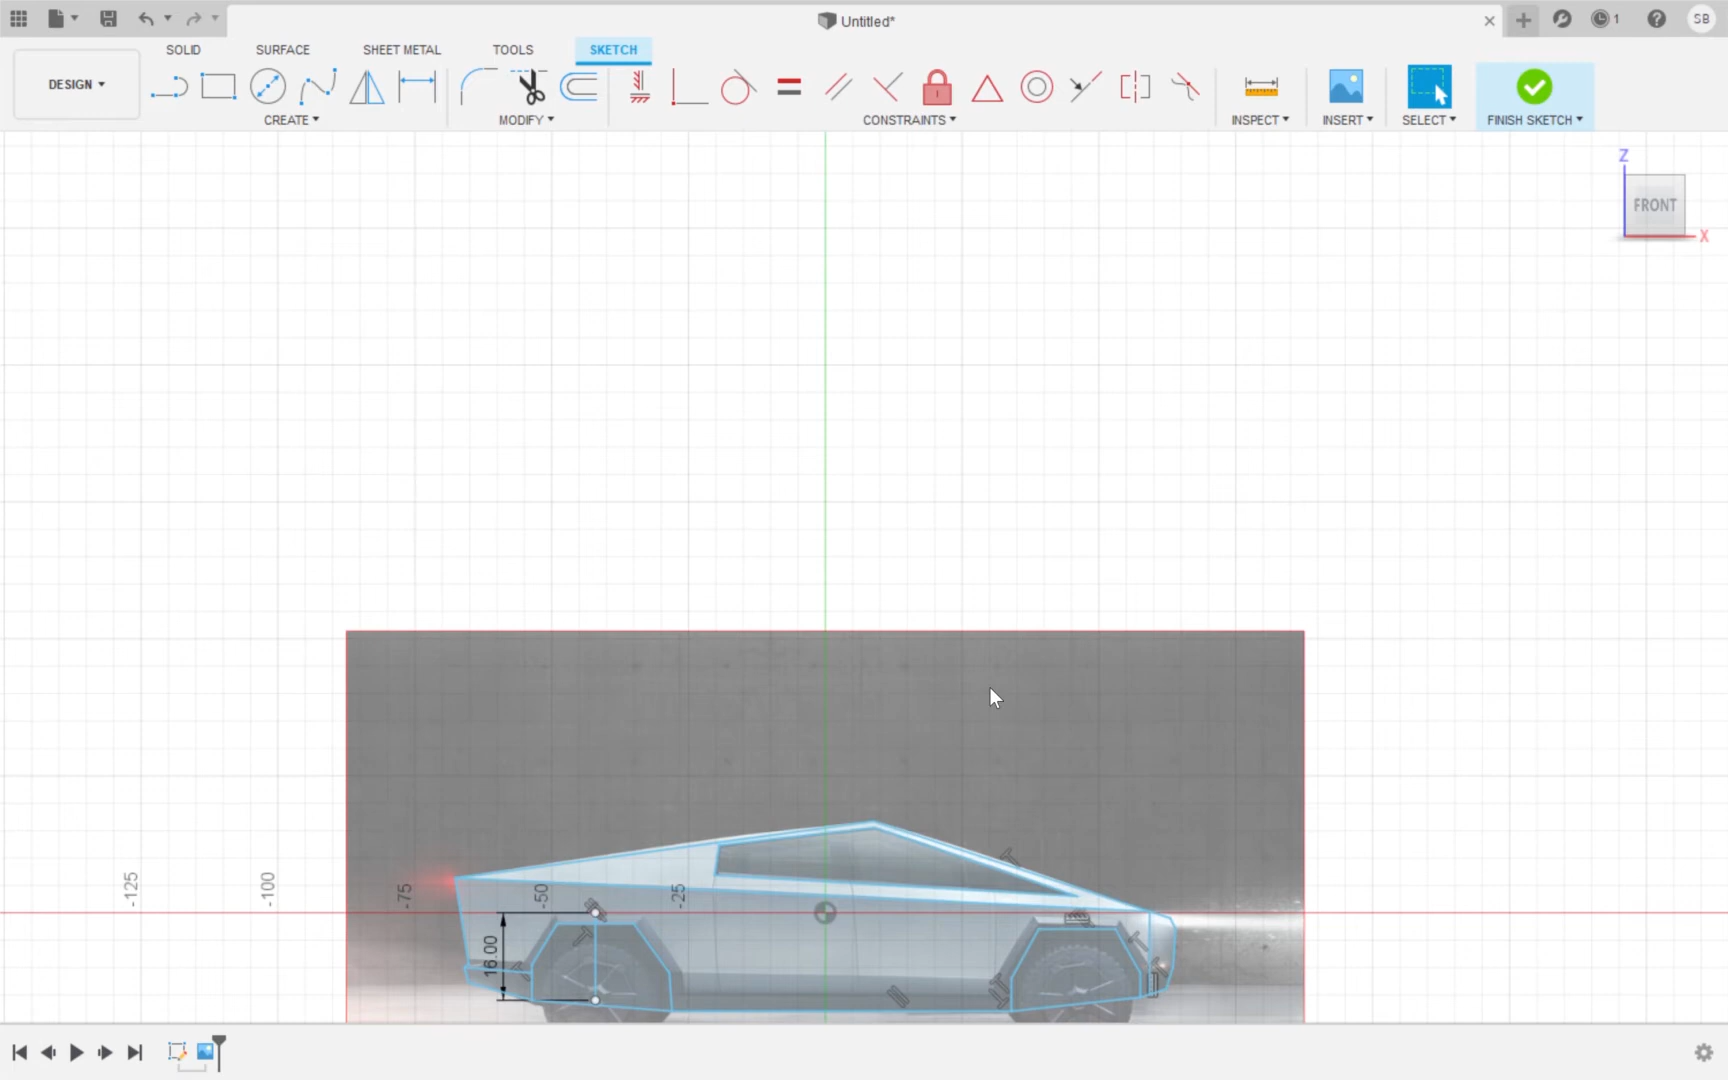 Untitled*
1
SB
DESIGN
SOLID
SURFACE
SHEET METAL
TOOLS
SKETCH
CREATE
MODIFY
CONSTRAINTS
INSPECT
INSERT
SELECT
FINISH SKETCH
Z
FRONT
X
-125
-100
-75
-50
-25
16.00